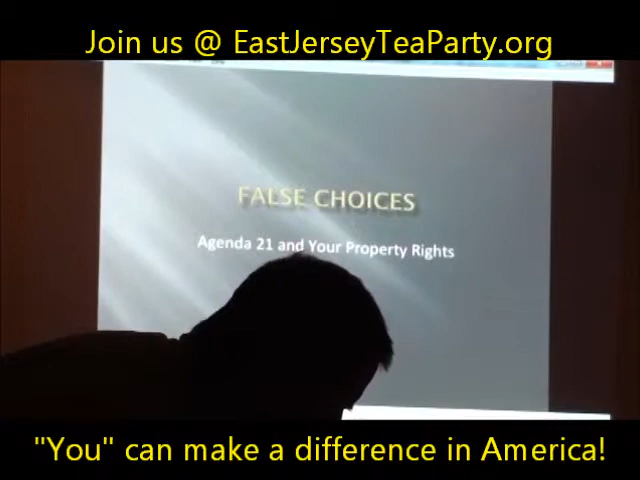 Join us @ EastJerseyTeaParty.org
FALSE CHOICES
Agenda 21 and Your Property Rights
"You" can make a difference in America!